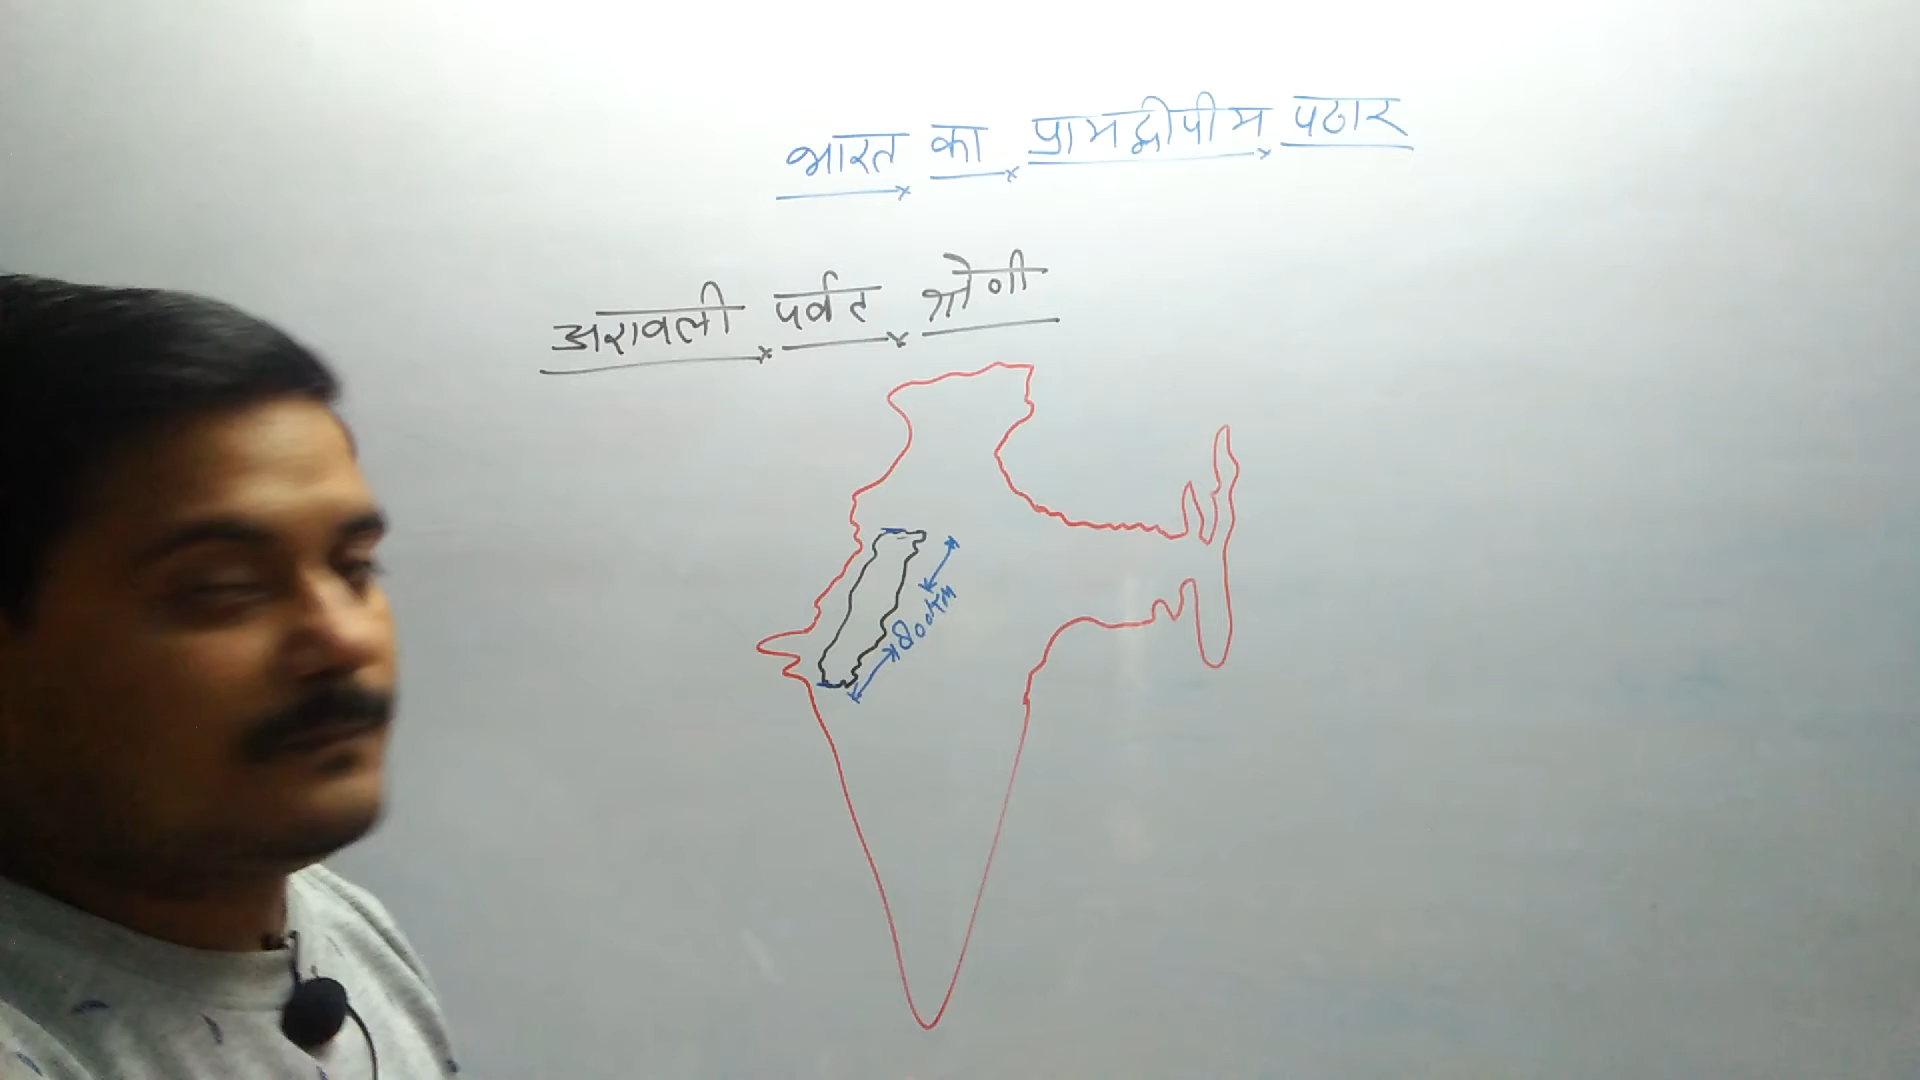 भारत का प्रायद्वीपीय पठार
अरावली पर्वत श्रेणी
800km